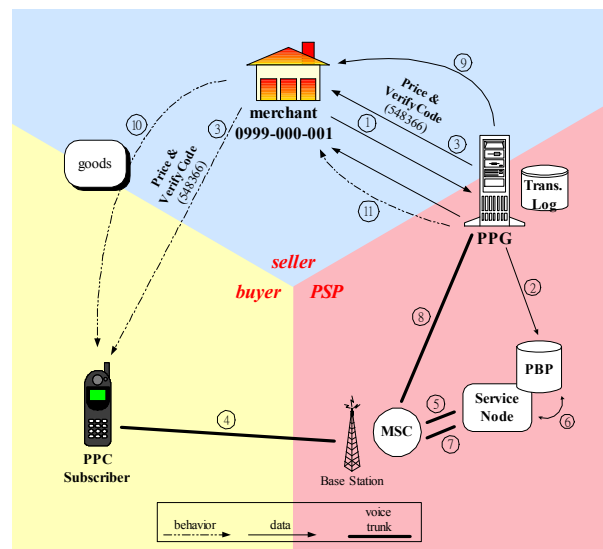 ⑨
merchant
0999-000-001
①
Price &
VerifyCode
(548366)
③
⑩
③
goods
Price &
VerifyCode
(548366)
Trans.
Log
⑪
PPG
seller
buyer
PSP
②
⑧
PBP
Service
Node
⑤
⑥
⑦
MSC
④
PPC
Subscriber
Base Station
behavior
data
voice
trunk